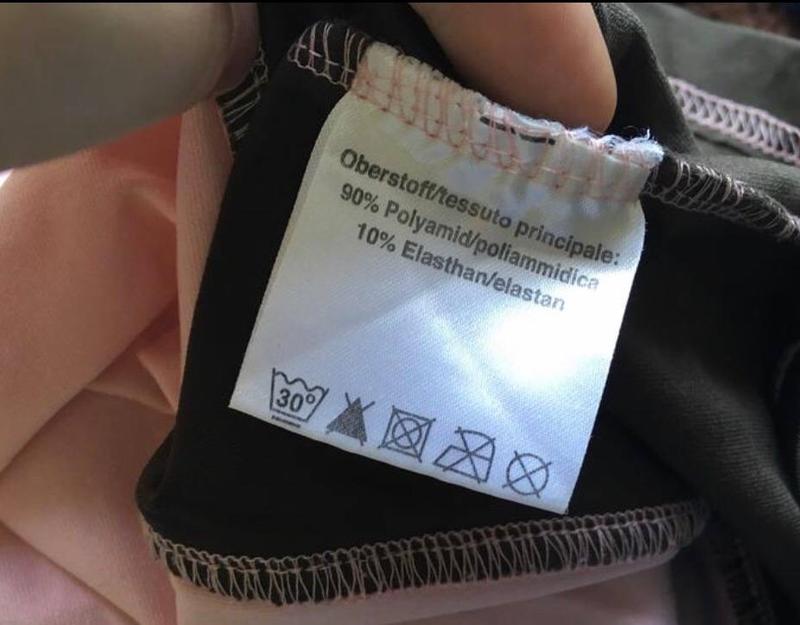 Oberstoff/tessuto principale:
90% Polyamid/poliammidica
10% Elasthan/elastan
30°